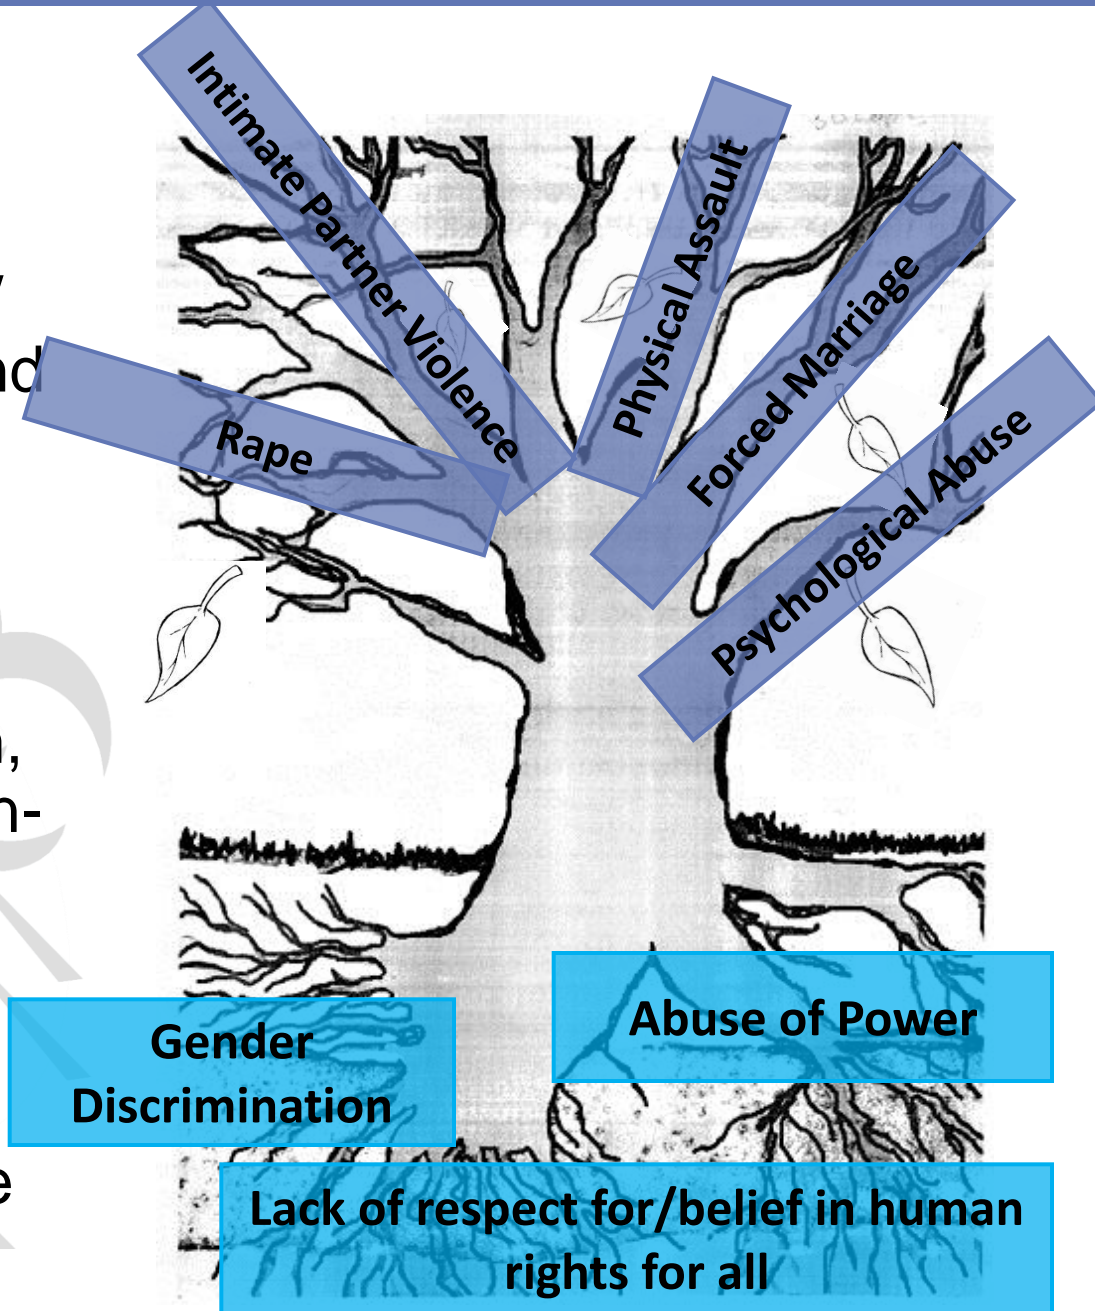 Intimate Partner Violence
Physical Assault
Forced Marriage
Rape
Psychological Abuse
nd
n,
n-
Gender
Discrimination
Abuse of Power
e
Lack of respect for/belief in human
rights for all